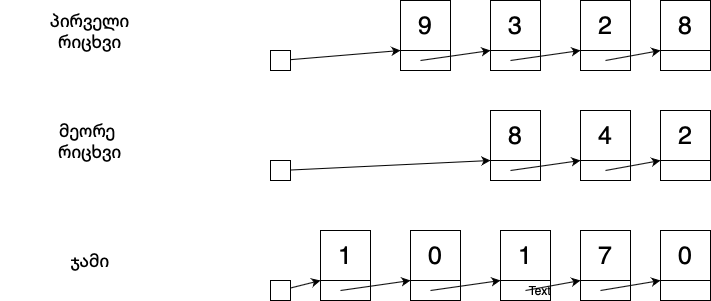 პირველი
რიცხვი
9 3 2 8
მეორე
რიცხვი
8 4 2
ჯამი
1 0 1 7 0
Text